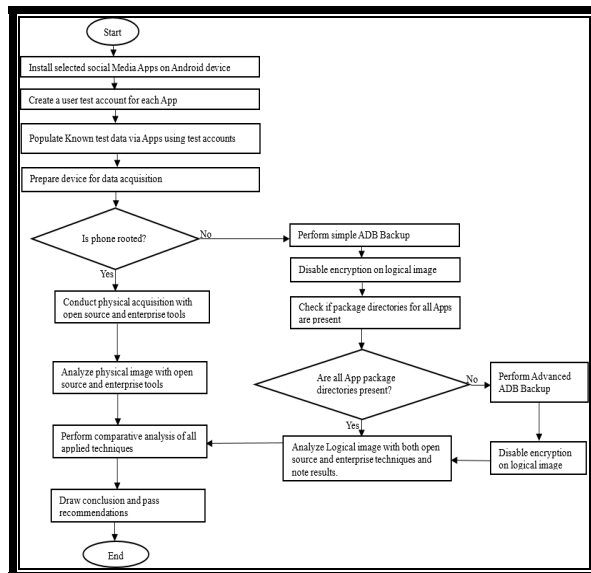 Start
Install selected social Media Apps on Android device
Create a user test account for each App
Populate Known test data via Apps using test accounts
Prepare device for data acquisition
Is phone rooted?
No
Yes
Perform simple ADB Backup
Disable encryption on logical image
Check if package directories for all Apps
are present
Conduct physical acquisition with
open source and enterprise tools
Are all App package
directories present?
No
Yes
Perform Advanced
ADB Backup
Analyze physical image with open
source and enterprise tools
Perform comparative analysis of all
applied techniques
Analyze Logical image with both open
source and enterprise techniques and
note results.
Disable encryption
on logical image
Draw conclusion and pass
recommendations
End